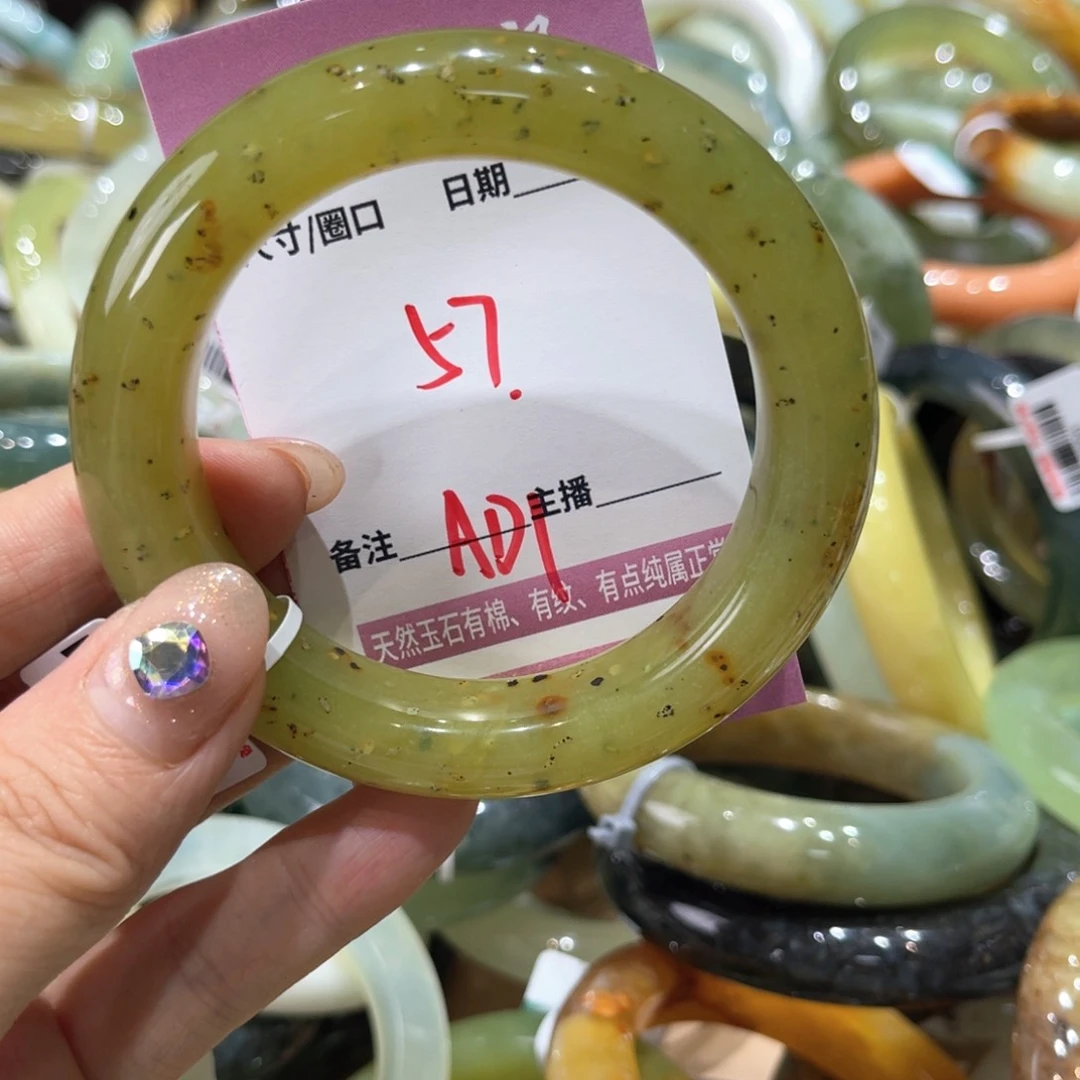 寸/圈口 日期
57.
AD1
备注 主播
天然玉石有棉、有纹、有点纯属正常